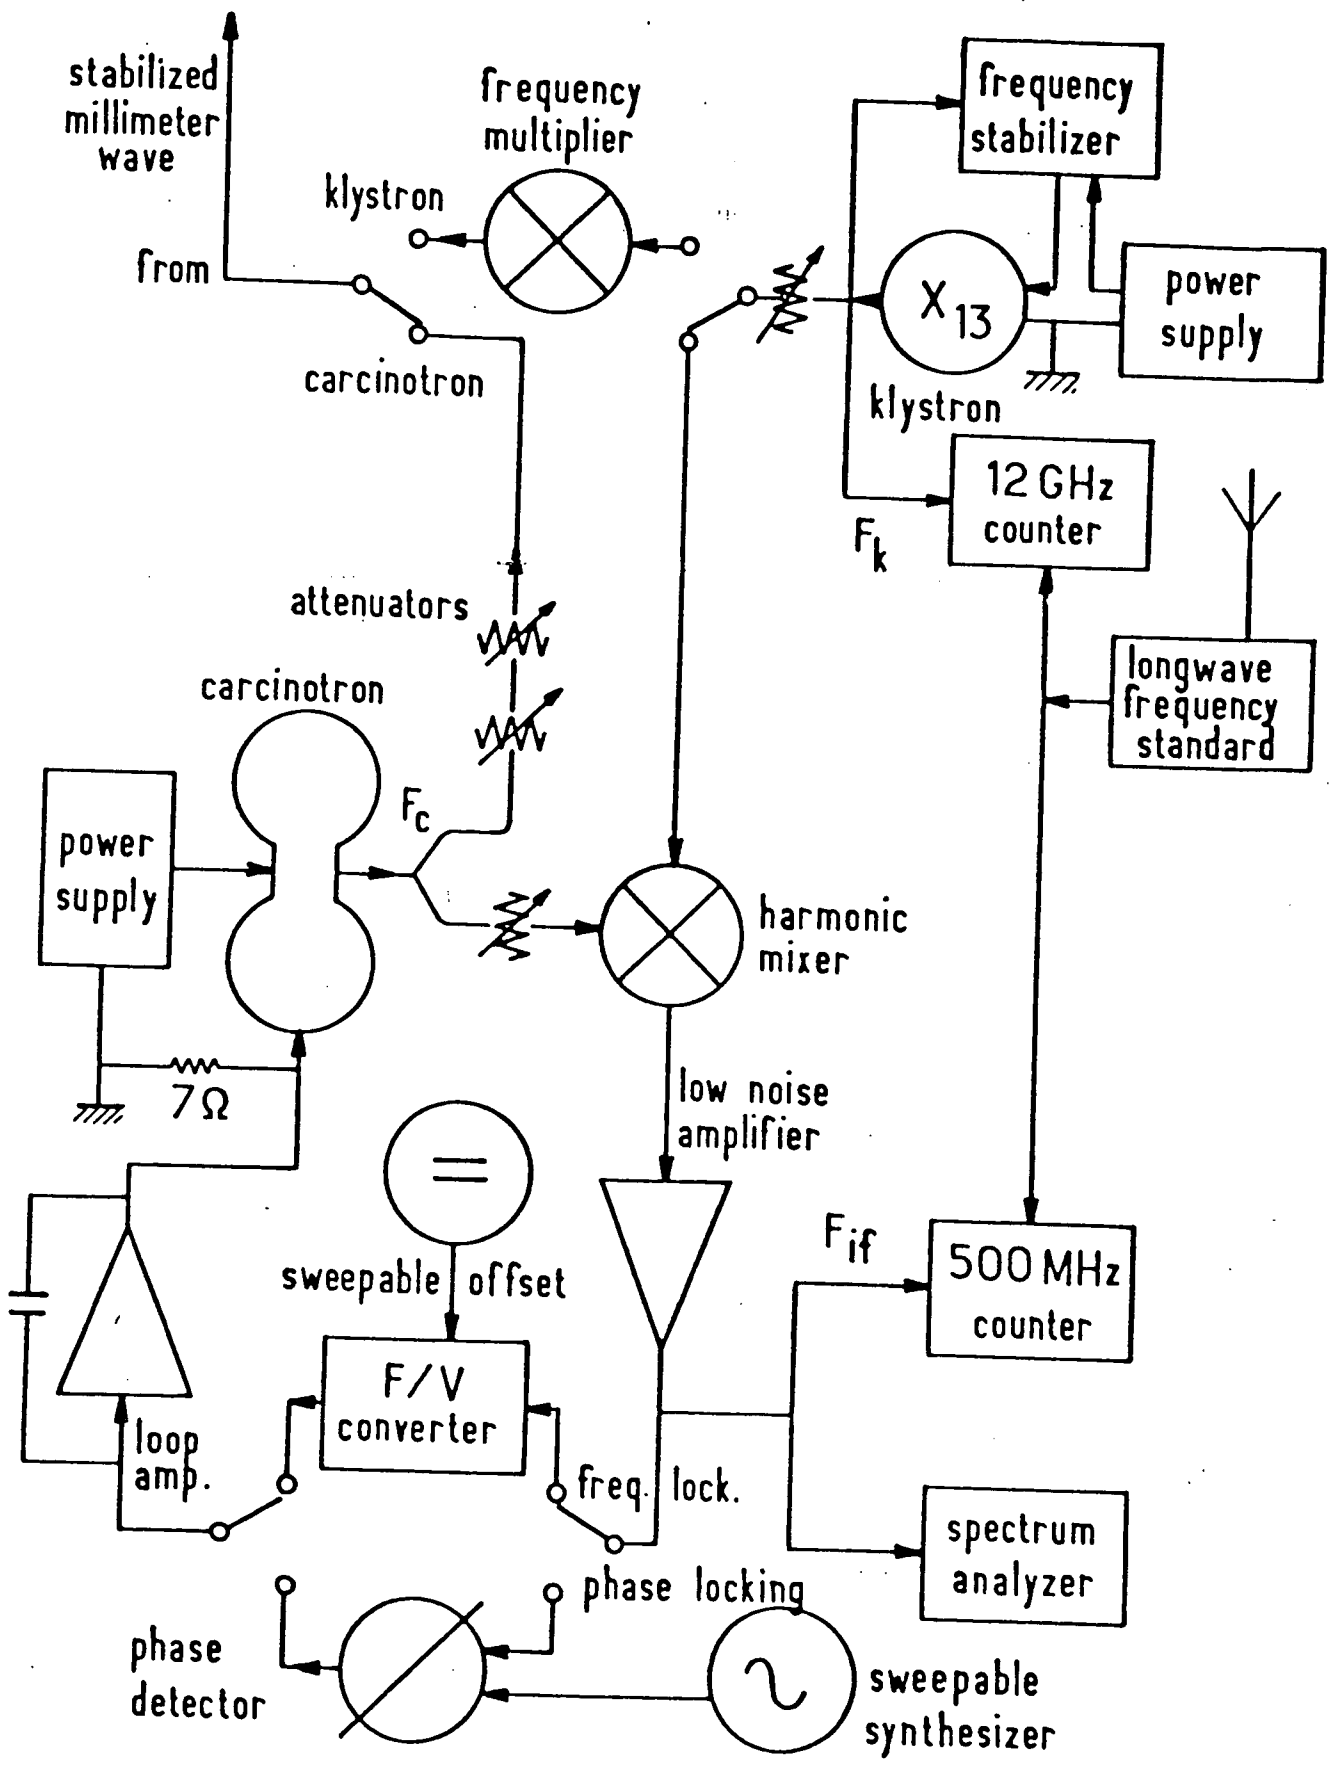 stabilized
millimeter
wave
from
frequency
multiplier
klystron
carcinotron
frequency
stabilizer
X13
klystron
power
supply
12 GHz
counter
Fk
longwave
frequency
standard
attenuators
carcinotron
power
supply
Fc
7Ω
harmonic
mixer
low noise
amplifier
sweepable offset
F/V
converter
loop
amp.
freq. lock.
phase locking
Fif
500 MHz
counter
spectrum
analyzer
phase
detector
sweepable
synthesizer